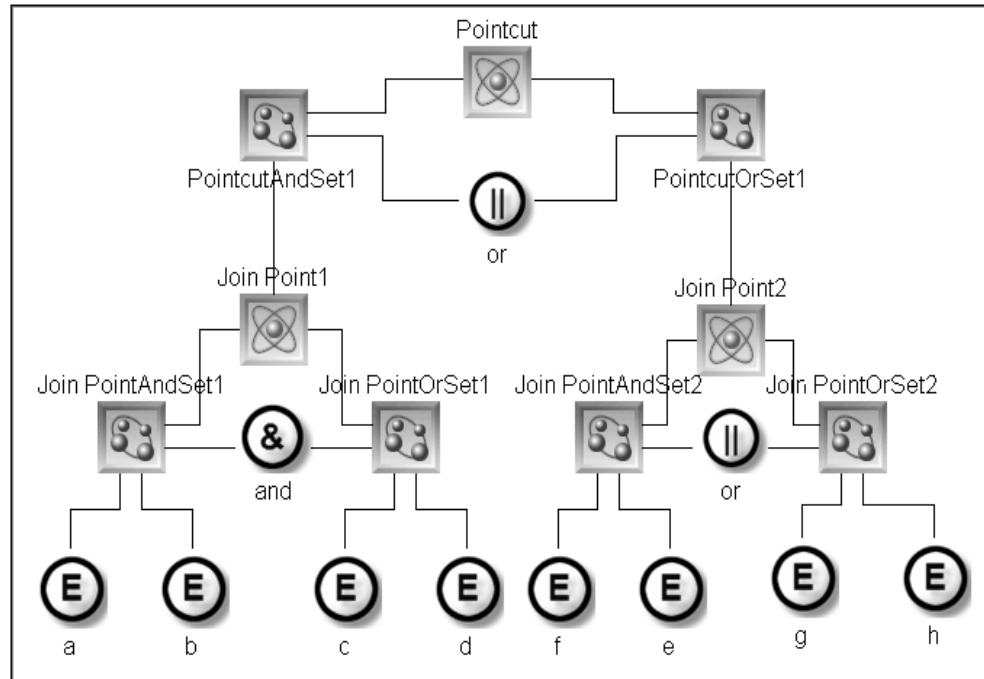 Pointcut
PointcutAndSet1
PointcutOrSet1
||
or
Join Point1
Join Point2
Join PointAndSet1
Join PointOrSet1
Join PointAndSet2
Join PointOrSet2
&
||
and
or
E E E E E E E E
a b c d f e g h